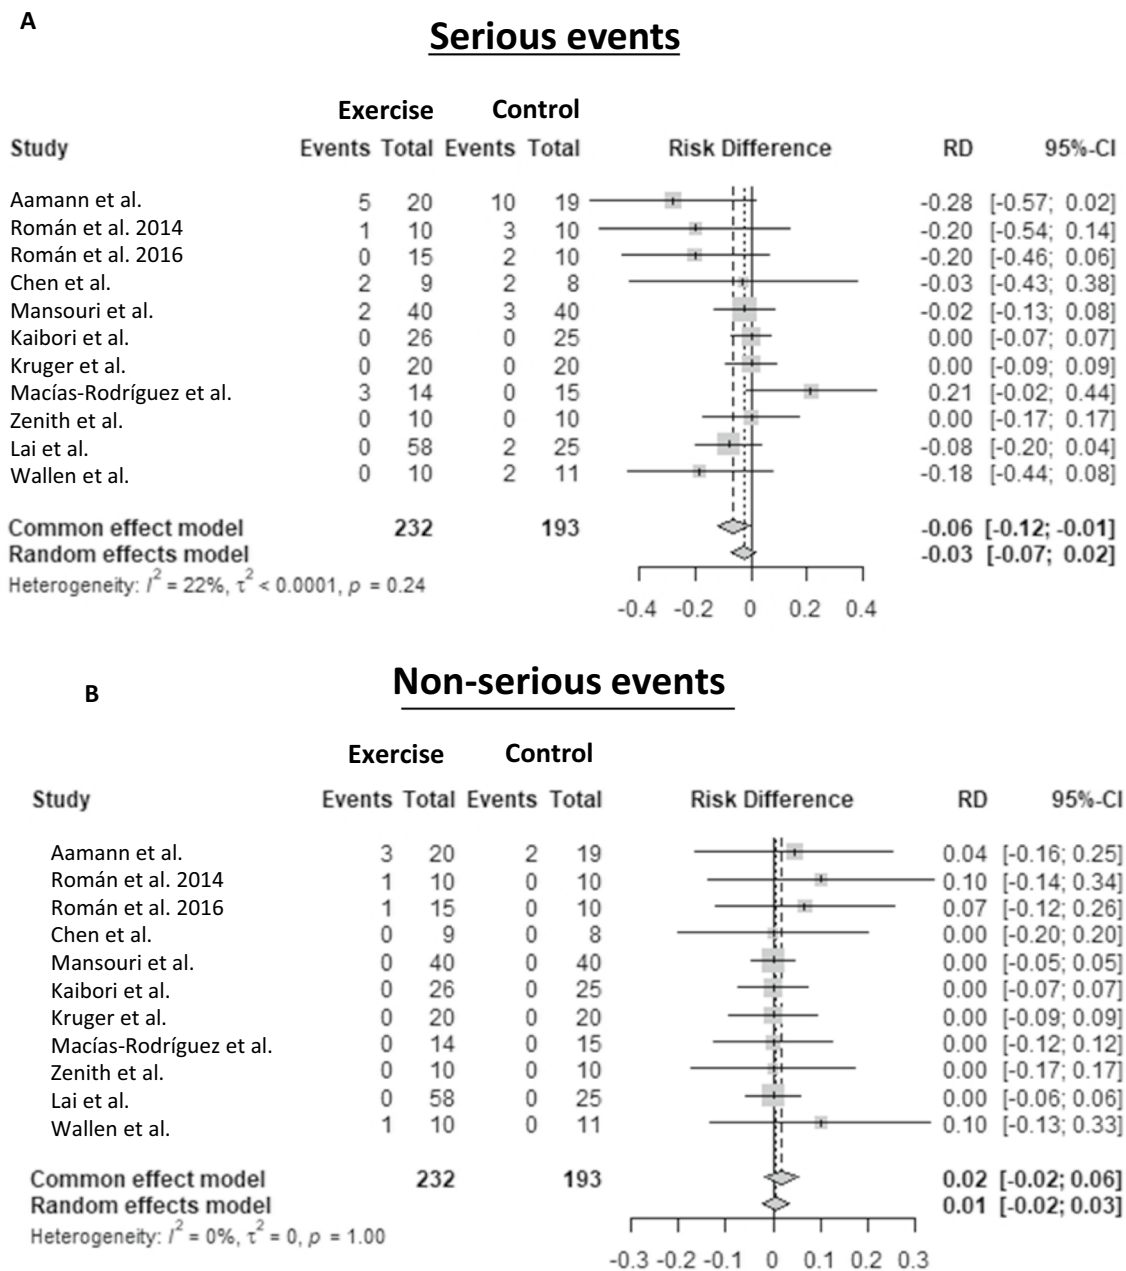 A
Serious events
Exercise Control
Study Events Total Events Total Risk Difference RD 95%-CI
Aamann et al. 5 20 10 19 -0.28 [-0.57; 0.02]
Román et al. 2014 1 10 3 10 -0.20 [-0.54; 0.14]
Román et al. 2016 0 15 2 10 -0.20 [-0.46; 0.06]
Chen et al. 2 9 2 8 -0.03 [-0.43; 0.38]
Mansouri et al. 2 40 3 40 -0.02 [-0.13; 0.08]
Kaibori et al. 0 26 0 25 0.00 [-0.07; 0.07]
Kruger et al. 0 20 0 20 0.00 [-0.09; 0.09]
Macías-Rodríguez et al. 3 14 0 15 0.21 [-0.02; 0.44]
Zenith et al. 0 10 0 10 0.00 [-0.17; 0.17]
Lai et al. 0 58 2 25 -0.08 [-0.20; 0.04]
Wallen et al. 0 10 2 11 -0.18 [-0.44; 0.08]
Common effect model 232 193 -0.06 [-0.12; -0.01]
Random effects model -0.03 [-0.07; 0.02]
Heterogeneity: I² = 22%, τ² < 0.0001, p = 0.24
-0.4 -0.2 0 0.2 0.4
B
Non-serious events
Exercise Control
Study Events Total Events Total Risk Difference RD 95%-CI
Aamann et al. 3 20 2 19 0.04 [-0.16; 0.25]
Román et al. 2014 1 10 0 10 0.10 [-0.14; 0.34]
Román et al. 2016 1 15 0 10 0.07 [-0.12; 0.26]
Chen et al. 0 9 0 8 0.00 [-0.20; 0.20]
Mansouri et al. 0 40 0 40 0.00 [-0.05; 0.05]
Kaibori et al. 0 26 0 25 0.00 [-0.07; 0.07]
Kruger et al. 0 20 0 20 0.00 [-0.09; 0.09]
Macías-Rodríguez et al. 0 14 0 15 0.00 [-0.12; 0.12]
Zenith et al. 0 10 0 10 0.00 [-0.17; 0.17]
Lai et al. 0 58 0 25 0.00 [-0.06; 0.06]
Wallen et al. 1 10 0 11 0.10 [-0.13; 0.33]
Common effect model 232 193 0.02 [-0.02; 0.06]
Random effects model 0.01 [-0.02; 0.03]
Heterogeneity: I² = 0%, τ² = 0, p = 1.00
-0.3 -0.2 -0.1 0 0.1 0.2 0.3